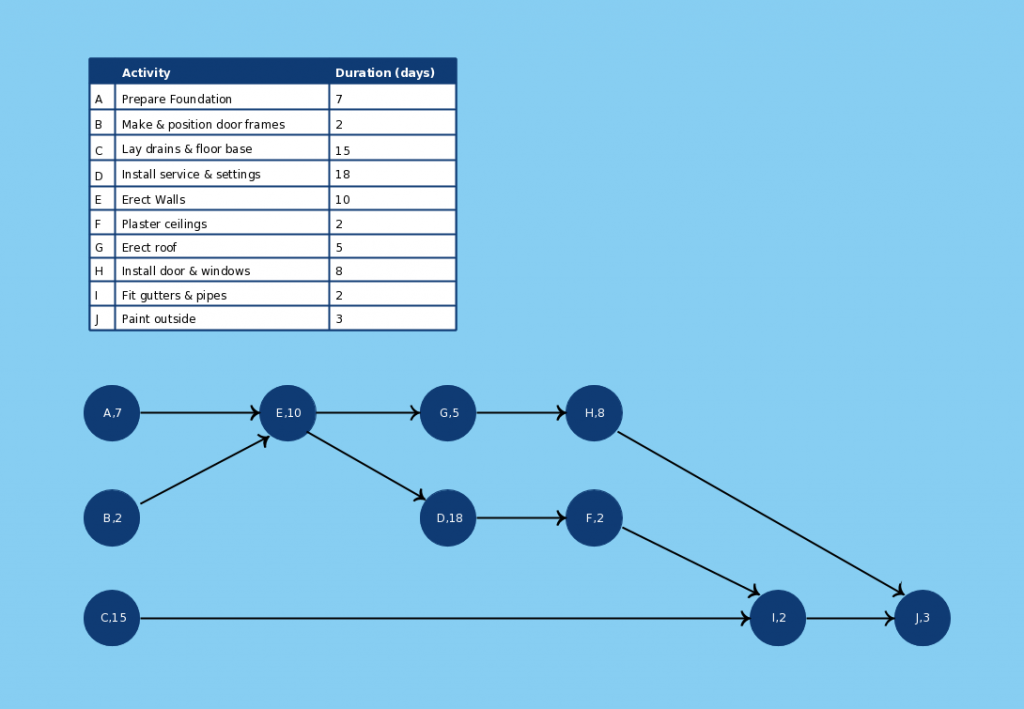 Activity Duration (days)
A Prepare Foundation 7
B Make & position door frames 2
C Lay drains & floor base 15
D Install service & settings 18
E Erect Walls 10
F Plaster ceilings 2
G Erect roof 5
H Install door & windows 8
I Fit gutters & pipes 2
J Paint outside 3
A,7 E,10 G,5 H,8
B,2 D,18 F,2
C,15 I,2 J,3